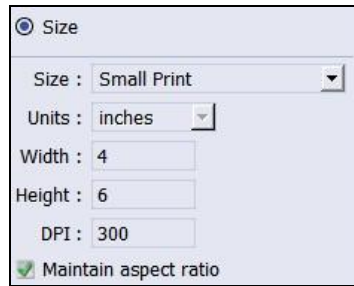 Size
Size : Small Print
Units : inches
Width : 4
Height : 6
DPI : 300
Maintain aspect ratio